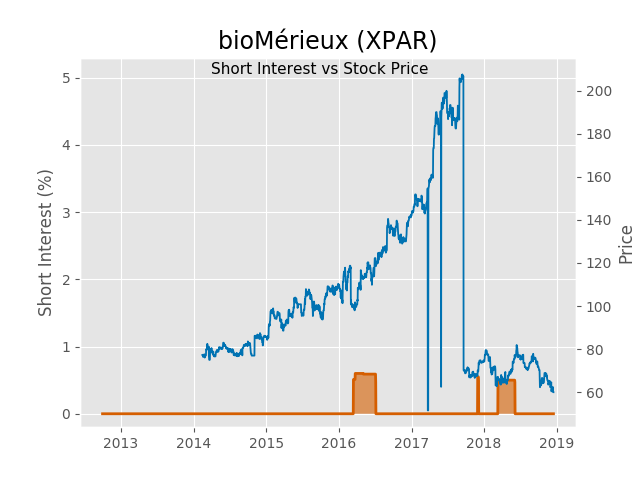 bioMérieux (XPAR)
Short Interest vs Stock Price
Short Interest (%)
5
4
3
2
1
0
200
180
160
140
120
100
80
60
Price
2013 2014 2015 2016 2017 2018 2019